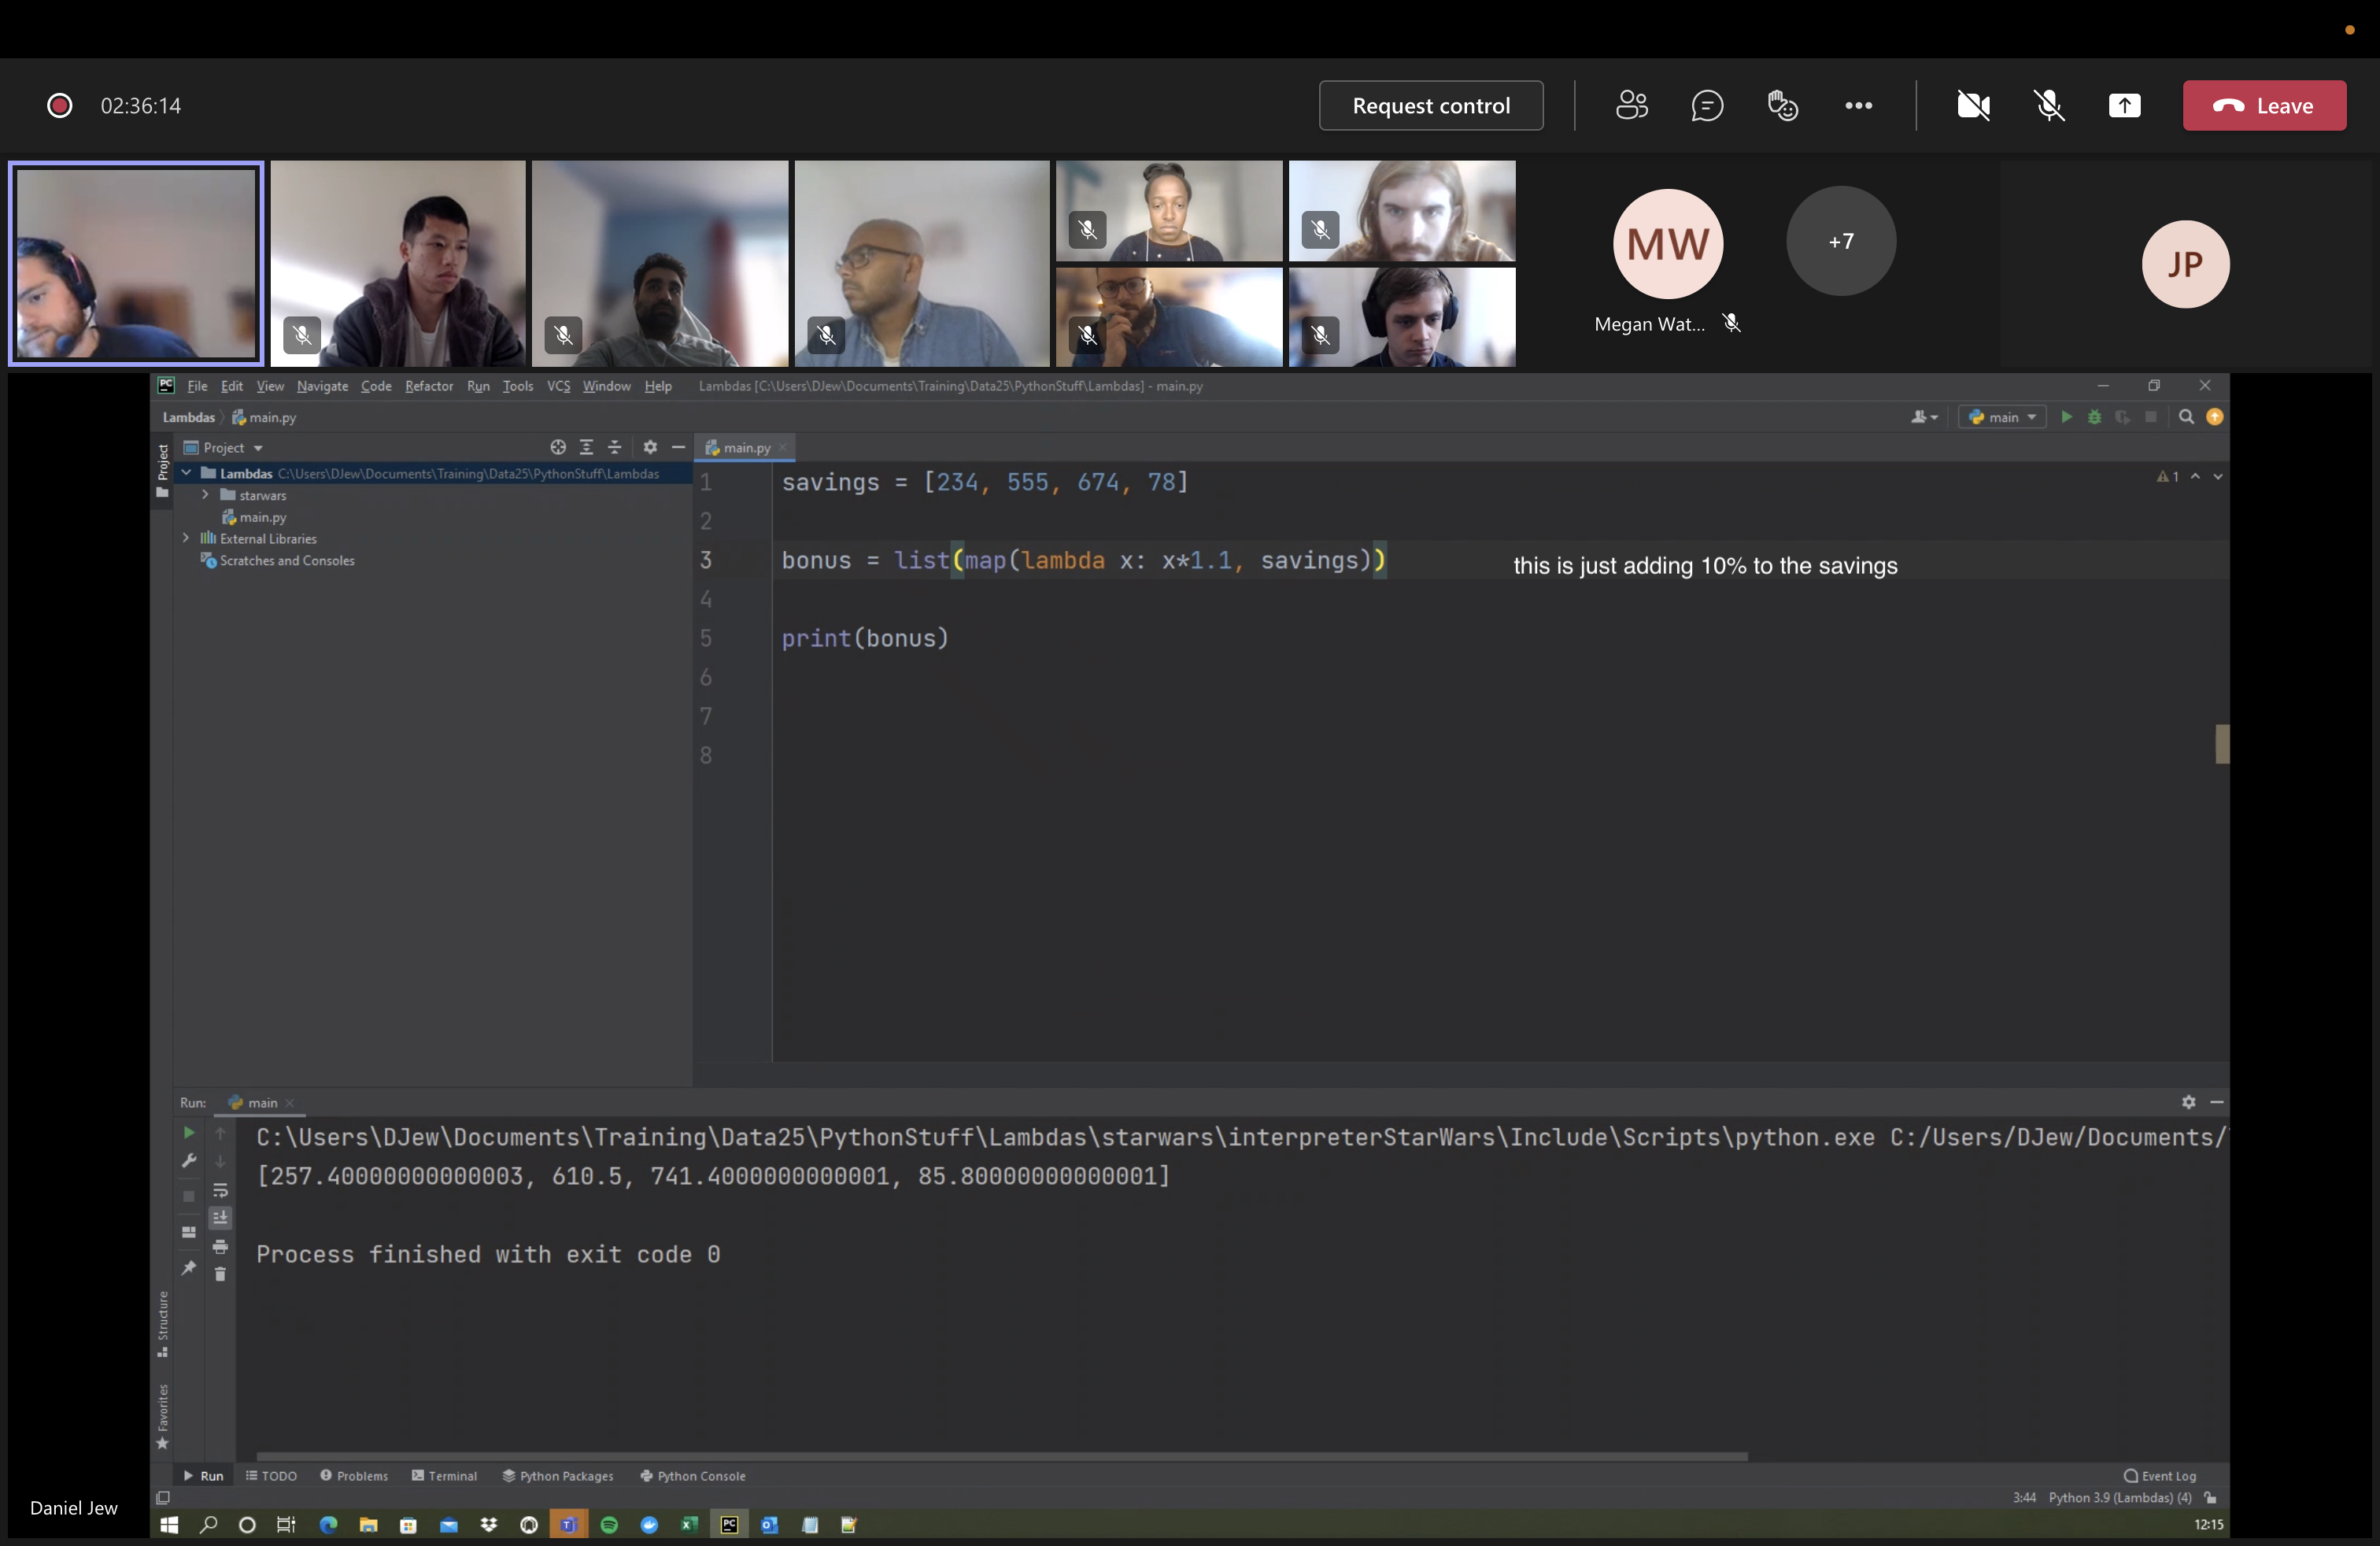 02:36:14
Request control
Leave
MW
+7
JP
Megan Wat...
PC File Edit View Navigate Code Refactor Run Tools VCS Window Help Lambdas [C:\Users\DJew\Documents\Training\Data25\PythonStuff\Lambdas] - main.py
Lambdas main.py
main
Project
Project
main.py
Lambdas C:\Users\DJew\Documents\Training\Data25\PythonStuff\Lambdas
starwars
main.py
External Libraries
Scratches and Consoles
1 savings = [234, 555, 674, 78]
1
2
3 bonus = list(map(lambda x: x*1.1, savings))
this is just adding 10% to the savings
4
5 print(bonus)
6
7
8
Run: main
C:\Users\DJew\Documents\Training\Data25\PythonStuff\Lambdas\starwars\interpreterStarWars\Include\Scripts\python.exe C:/Users/DJew/Documents/
[257.40000000000003, 610.5, 741.4000000000001, 85.80000000000001]
Process finished with exit code 0
Structure
Favorites
Run TODO Problems Terminal Python Packages Python Console
Event Log
3:44 Python 3.9 (Lambdas) (4)
Daniel Jew
PC
12:15